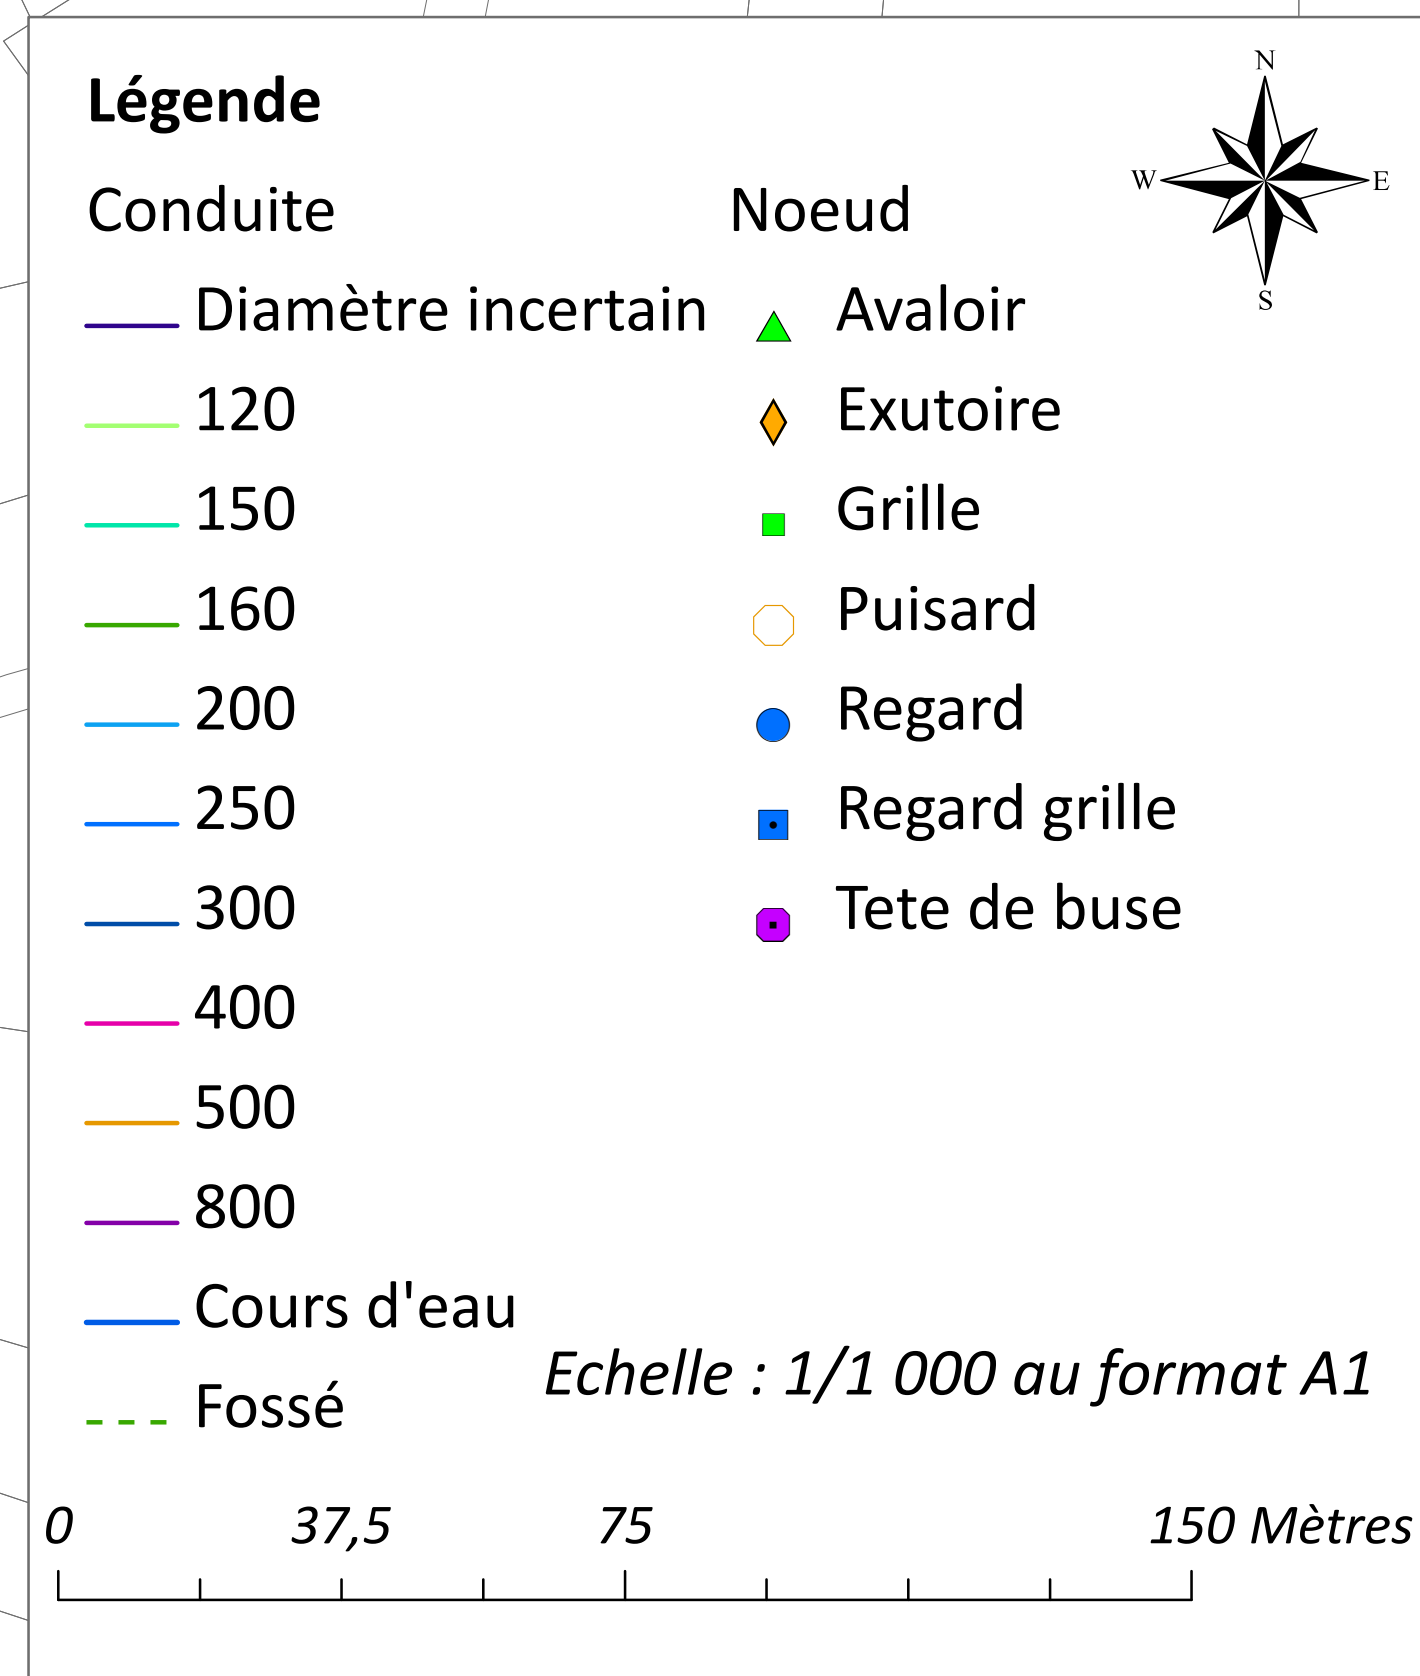 Légende
N
W
E
S
Conduite
Noeud
Diamètre incertain
Avaloir
120
Exutoire
150
Grille
160
Puisard
200
Regard
250
Regard grille
300
Tete de buse
400
500
800
Cours d'eau
Echelle : 1/1 000 au format A1
Fossé
0 37,5 75 150 Mètres